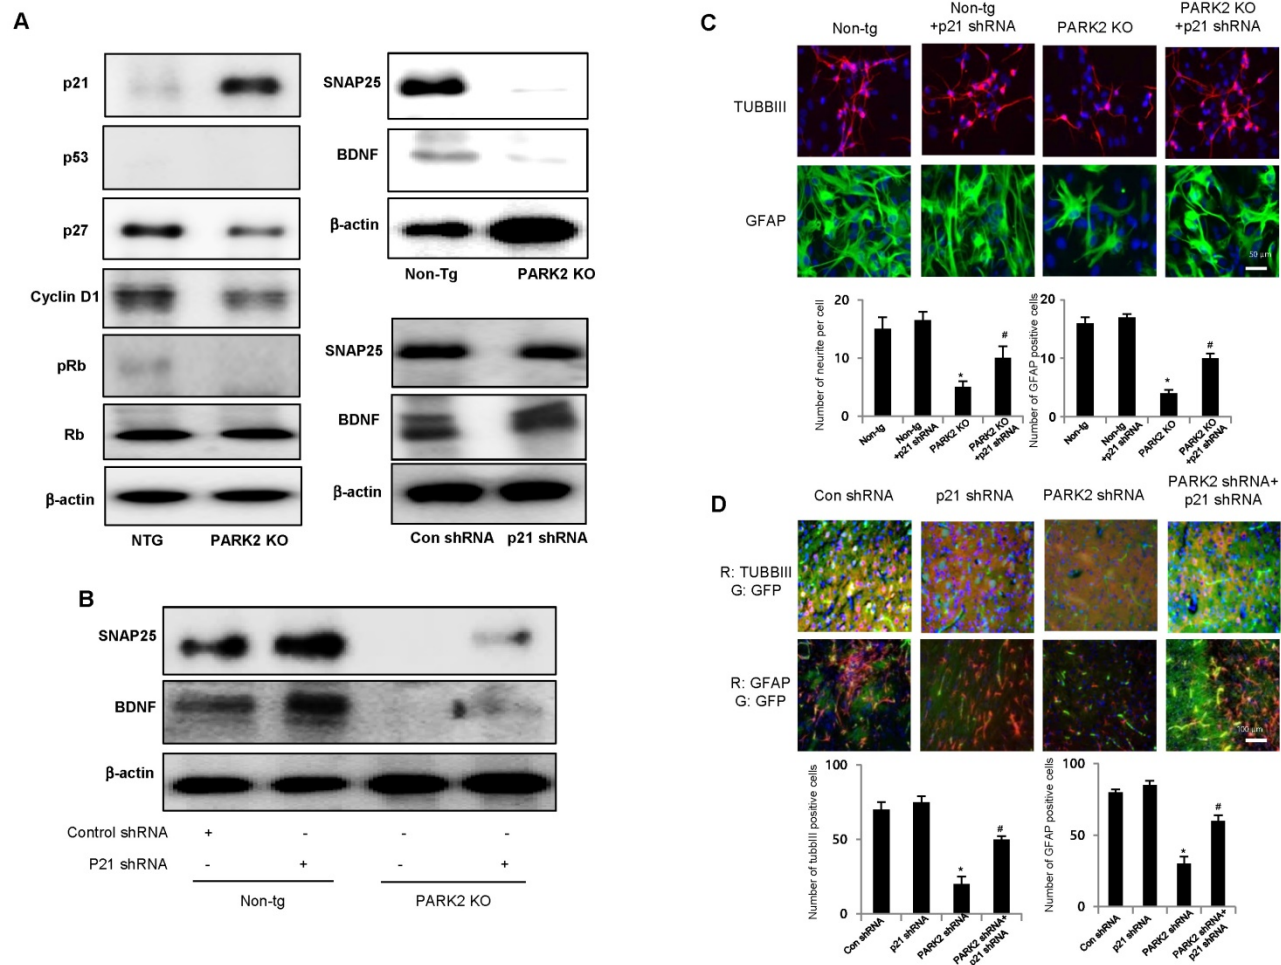 A
p21
p53
p27
Cyclin D1
pRb
Rb
β-actin
NTG PARK2 KO
SNAP25
BDNF
β-actin
Non-Tg PARK2 KO
SNAP25
BDNF
β-actin
Con shRNA p21 shRNA
B
SNAP25
BDNF
β-actin
Control shRNA + - - -
P21 shRNA - + - +
Non-tg PARK2 KO
C
Non-tg
Non-tg
+p21 shRNA
PARK2 KO
PARK2 KO
+p21 shRNA
TUBBIII
GFAP
50 μm
Number of neurite per cell
20
10
0
*
#
Non-tg
Non-tg
+p21 shRNA
PARK2 KO
PARK2 KO
+p21 shRNA
Number of GFAP positive cells
20
10
0
*
#
Non-tg
Non-tg
+p21 shRNA
PARK2 KO
PARK2 KO
+p21 shRNA
D
Con shRNA
p21 shRNA
PARK2 shRNA
PARK2 shRNA+
p21 shRNA
R: TUBBIII
G: GFP
R: GFAP
G: GFP
100 μm
Number of tubbIII positive cells
100
50
0
*
#
Con shRNA
p21 shRNA
PARK2 shRNA
PARK2 shRNA+
p21 shRNA
Number of GFAP positive cells
100
50
0
*
#
Con shRNA
p21 shRNA
PARK2 shRNA
PARK2 shRNA+
p21 shRNA